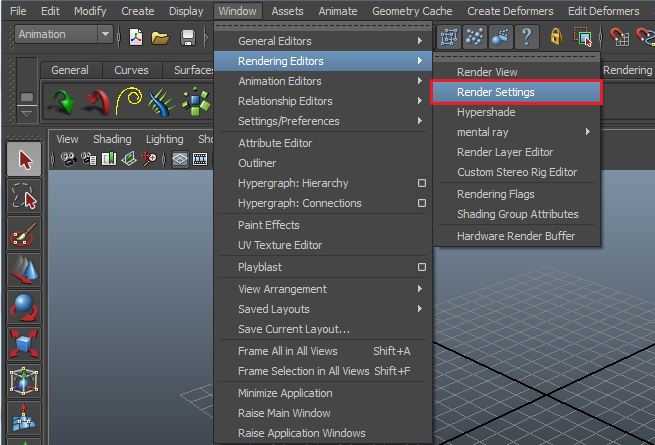 File Edit Modify Create Display Window Assets Animate Geometry Cache Create Deformers Edit Deformers
Animation
General Curves Surfaces
Rendering
View Shading Lighting Sho
General Editors
Rendering Editors
Animation Editors
Relationship Editors
Settings/Preferences
Attribute Editor
Outliner
Hypergraph: Hierarchy
Hypergraph: Connections
Paint Effects
UV Texture Editor
Playblast
View Arrangement
Saved Layouts
Save Current Layout...
Frame All in All Views Shift+A
Frame Selection in All Views Shift+F
Minimize Application
Raise Main Window
Raise Application Windows
Render View
Render Settings
Hypershade
mental ray
Render Layer Editor
Custom Stereo Rig Editor
Rendering Flags
Shading Group Attributes
Hardware Render Buffer